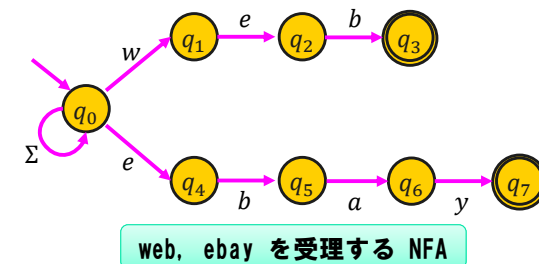 q₁ e q₂ b q₃
w
q₀
Σ
e
q₄ b q₅ a q₆ y q₇
web, ebay を受理する NFA